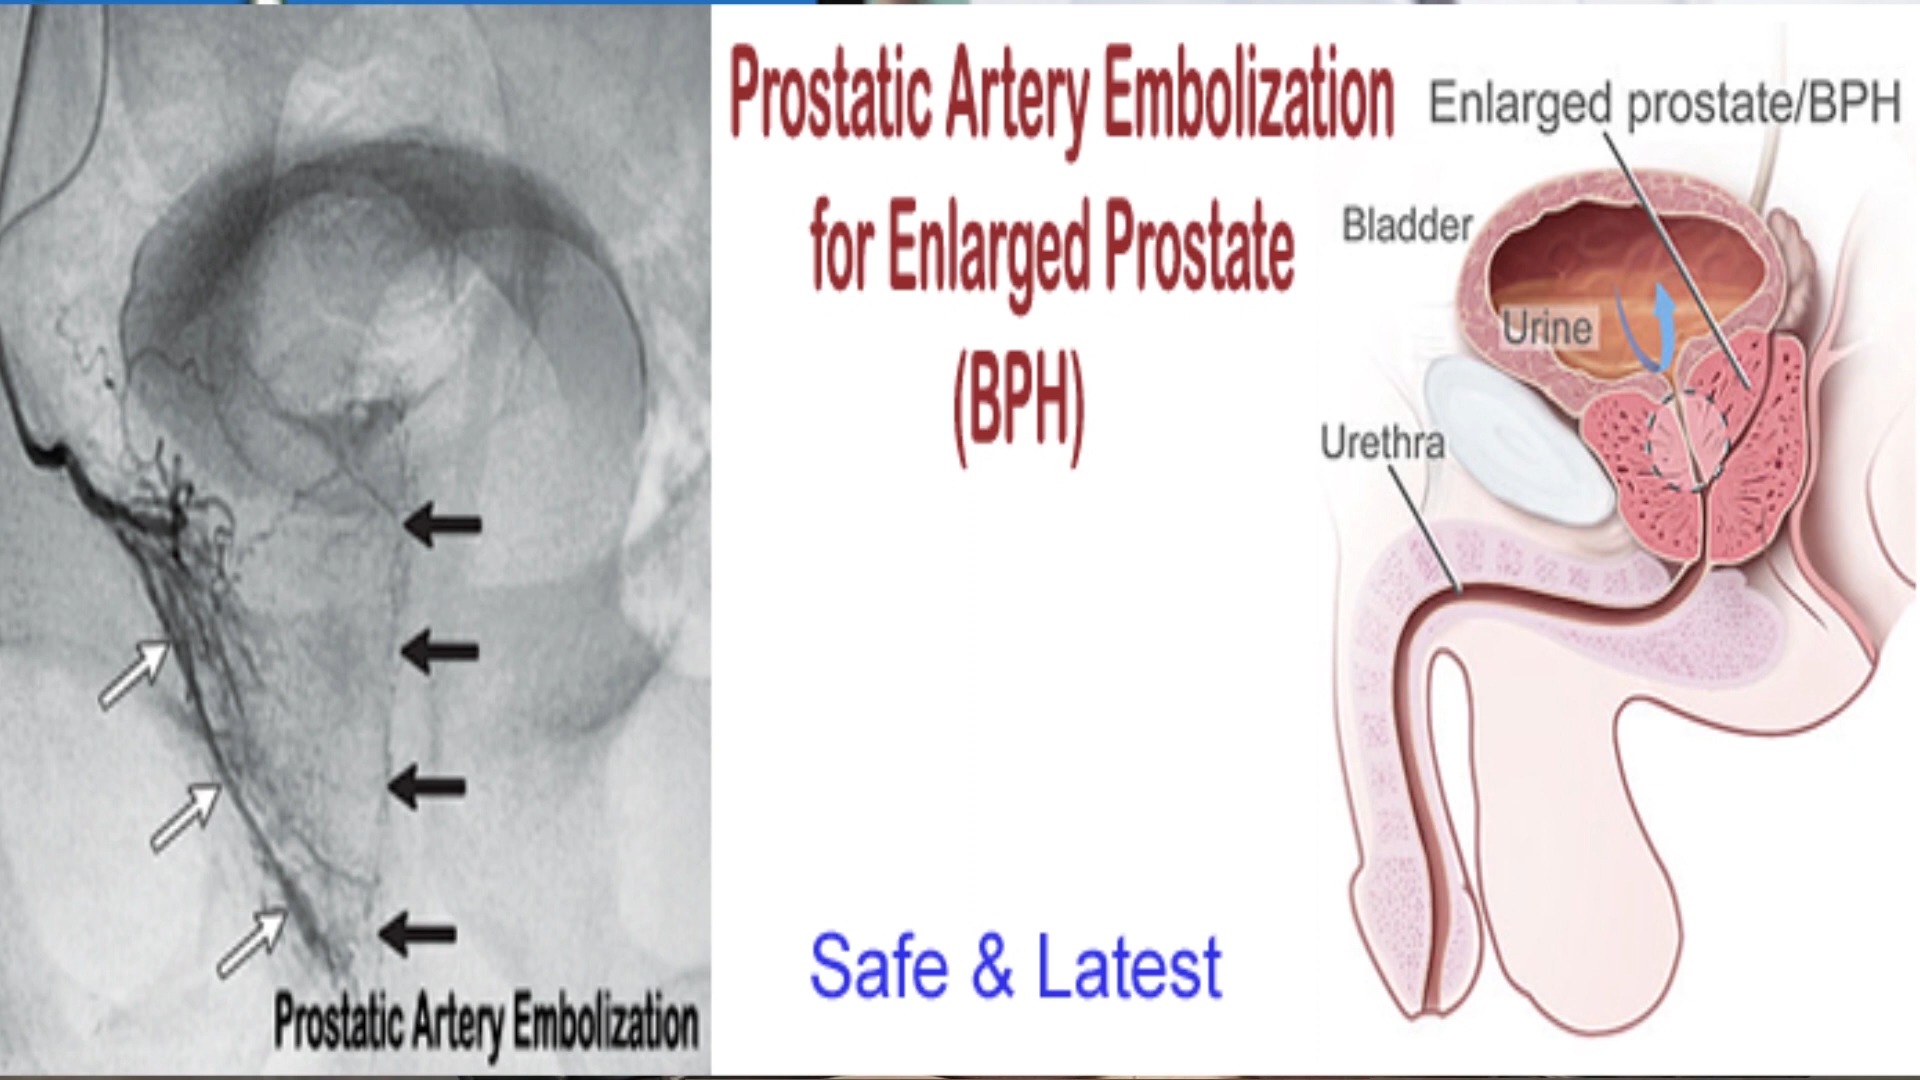 Prostatic Artery Embolization
for Enlarged Prostate
(BPH)
Safe & Latest
Prostatic Artery Embolization
Enlarged prostate/BPH
Bladder
Urine
Urethra